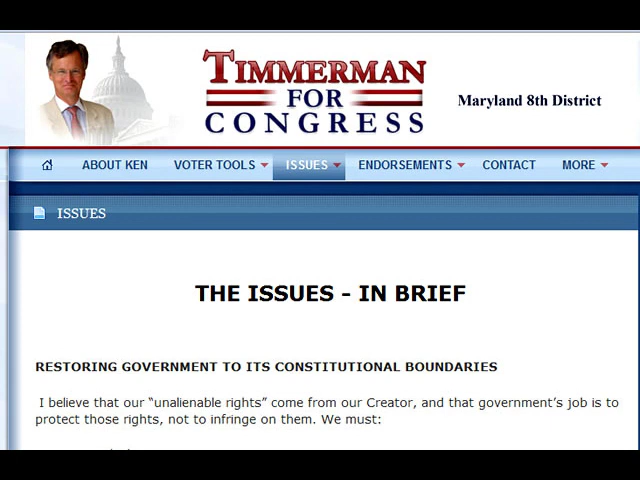 TIMMERMAN
FOR
CONGRESS
Maryland 8th District
ABOUT KEN VOTER TOOLS ISSUES ENDORSEMENTS CONTACT MORE
ISSUES
THE ISSUES - IN BRIEF
RESTORING GOVERNMENT TO ITS CONSTITUTIONAL BOUNDARIES
I believe that our “unalienable rights” come from our Creator, and that government’s job is to
protect those rights, not to infringe on them. We must: